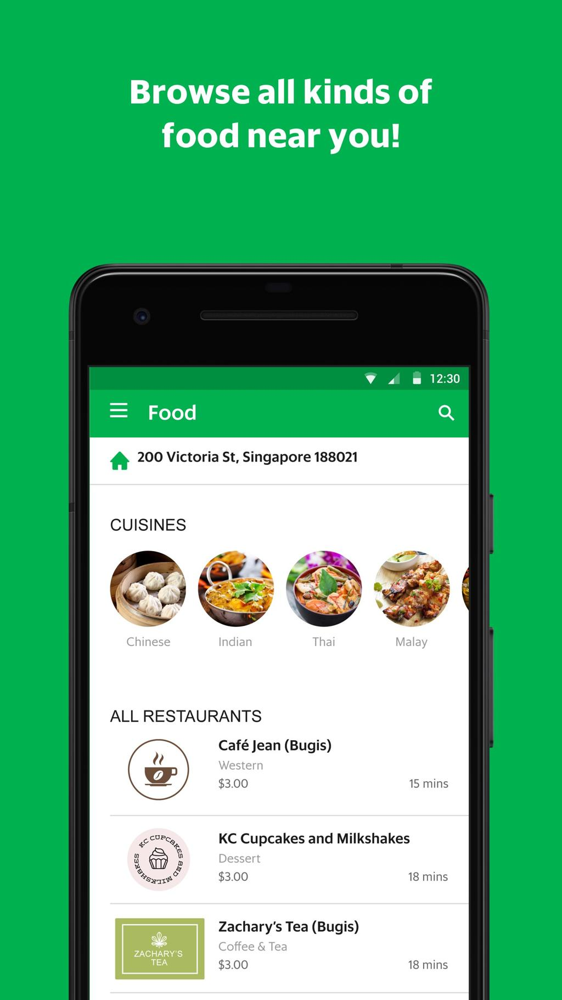 Browse all kinds of
food near you!
12:30
Food
200 Victoria St, Singapore 188021
CUISINES
Chinese
Indian
Thai
Malay
ALL RESTAURANTS
Café Jean (Bugis)
Western
$3.00
15 mins
KC CUPCAKES AND MILKSHAKES
KC Cupcakes and Milkshakes
Dessert
$3.00
18 mins
ZACHARY'S
TEA
Zachary’s Tea (Bugis)
Coffee & Tea
$3.00
18 mins